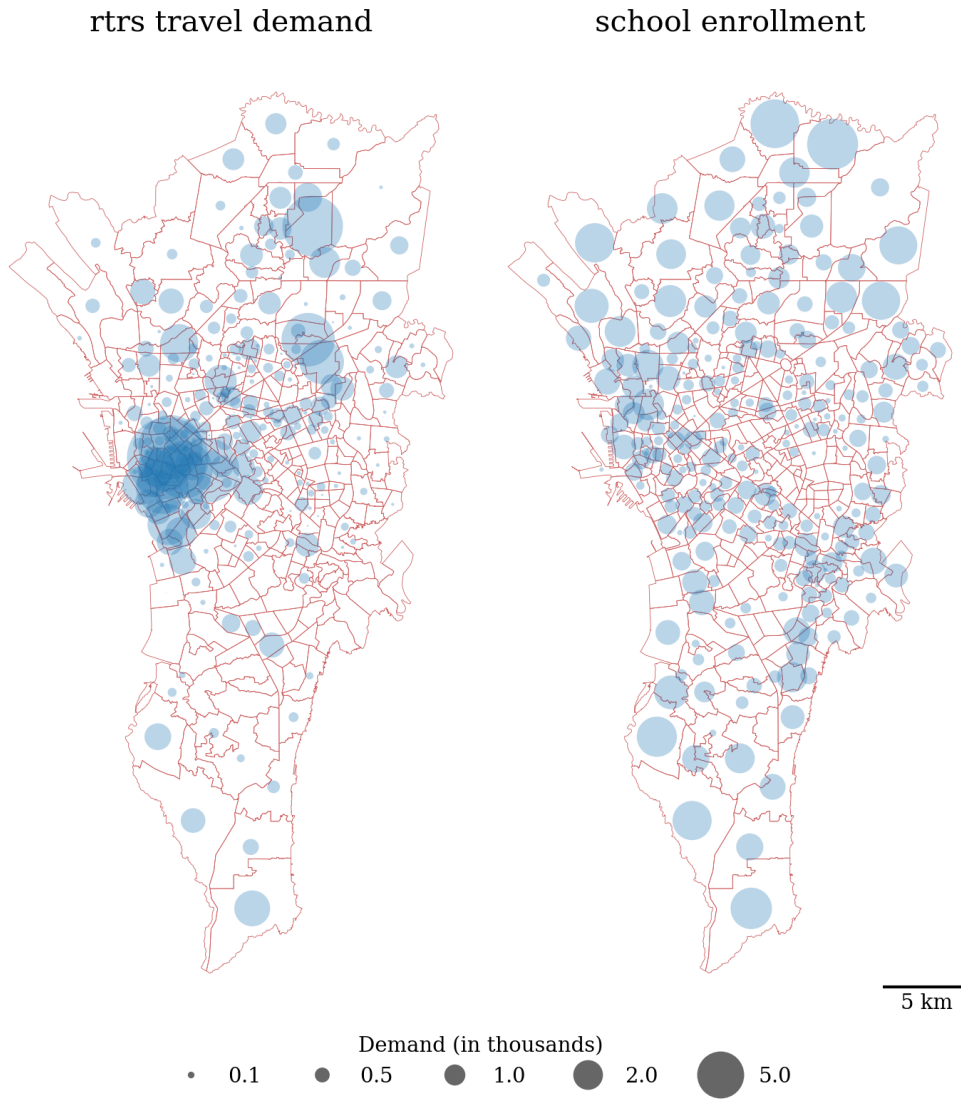 rtrs travel demand
school enrollment
5 km
Demand (in thousands)
0.1 0.5 1.0 2.0 5.0